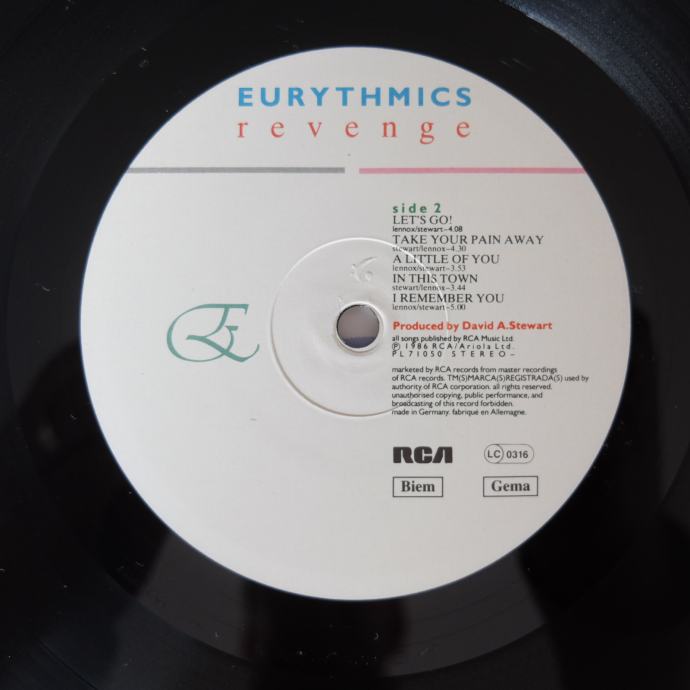 EURYTHMICS
revenge
side 2
LET'S GO!
lennox/stewart–4.08
TAKE YOUR PAIN AWAY
stewart/lennox–4.30
A LITTLE OF YOU
lennox/stewart–3.53
IN THIS TOWN
stewart/lennox–3.44
I REMEMBER YOU
lennox/stewart–5.00
Produced by David A.Stewart
all songs published by RCA Music Ltd.
℗ 1986 RCA/Ariola Ltd.
PL71050 STEREO–
marketed by RCA records from master recordings
of RCA records. TM(S)MARCA(S)REGISTRADA(S) used by
authority of RCA corporation. all rights reserved.
unauthorised copying, public performance, and
broadcasting of this record forbidden.
made in Germany. fabriqué en Allemagne.
RCA LC 0316
Biem Gema